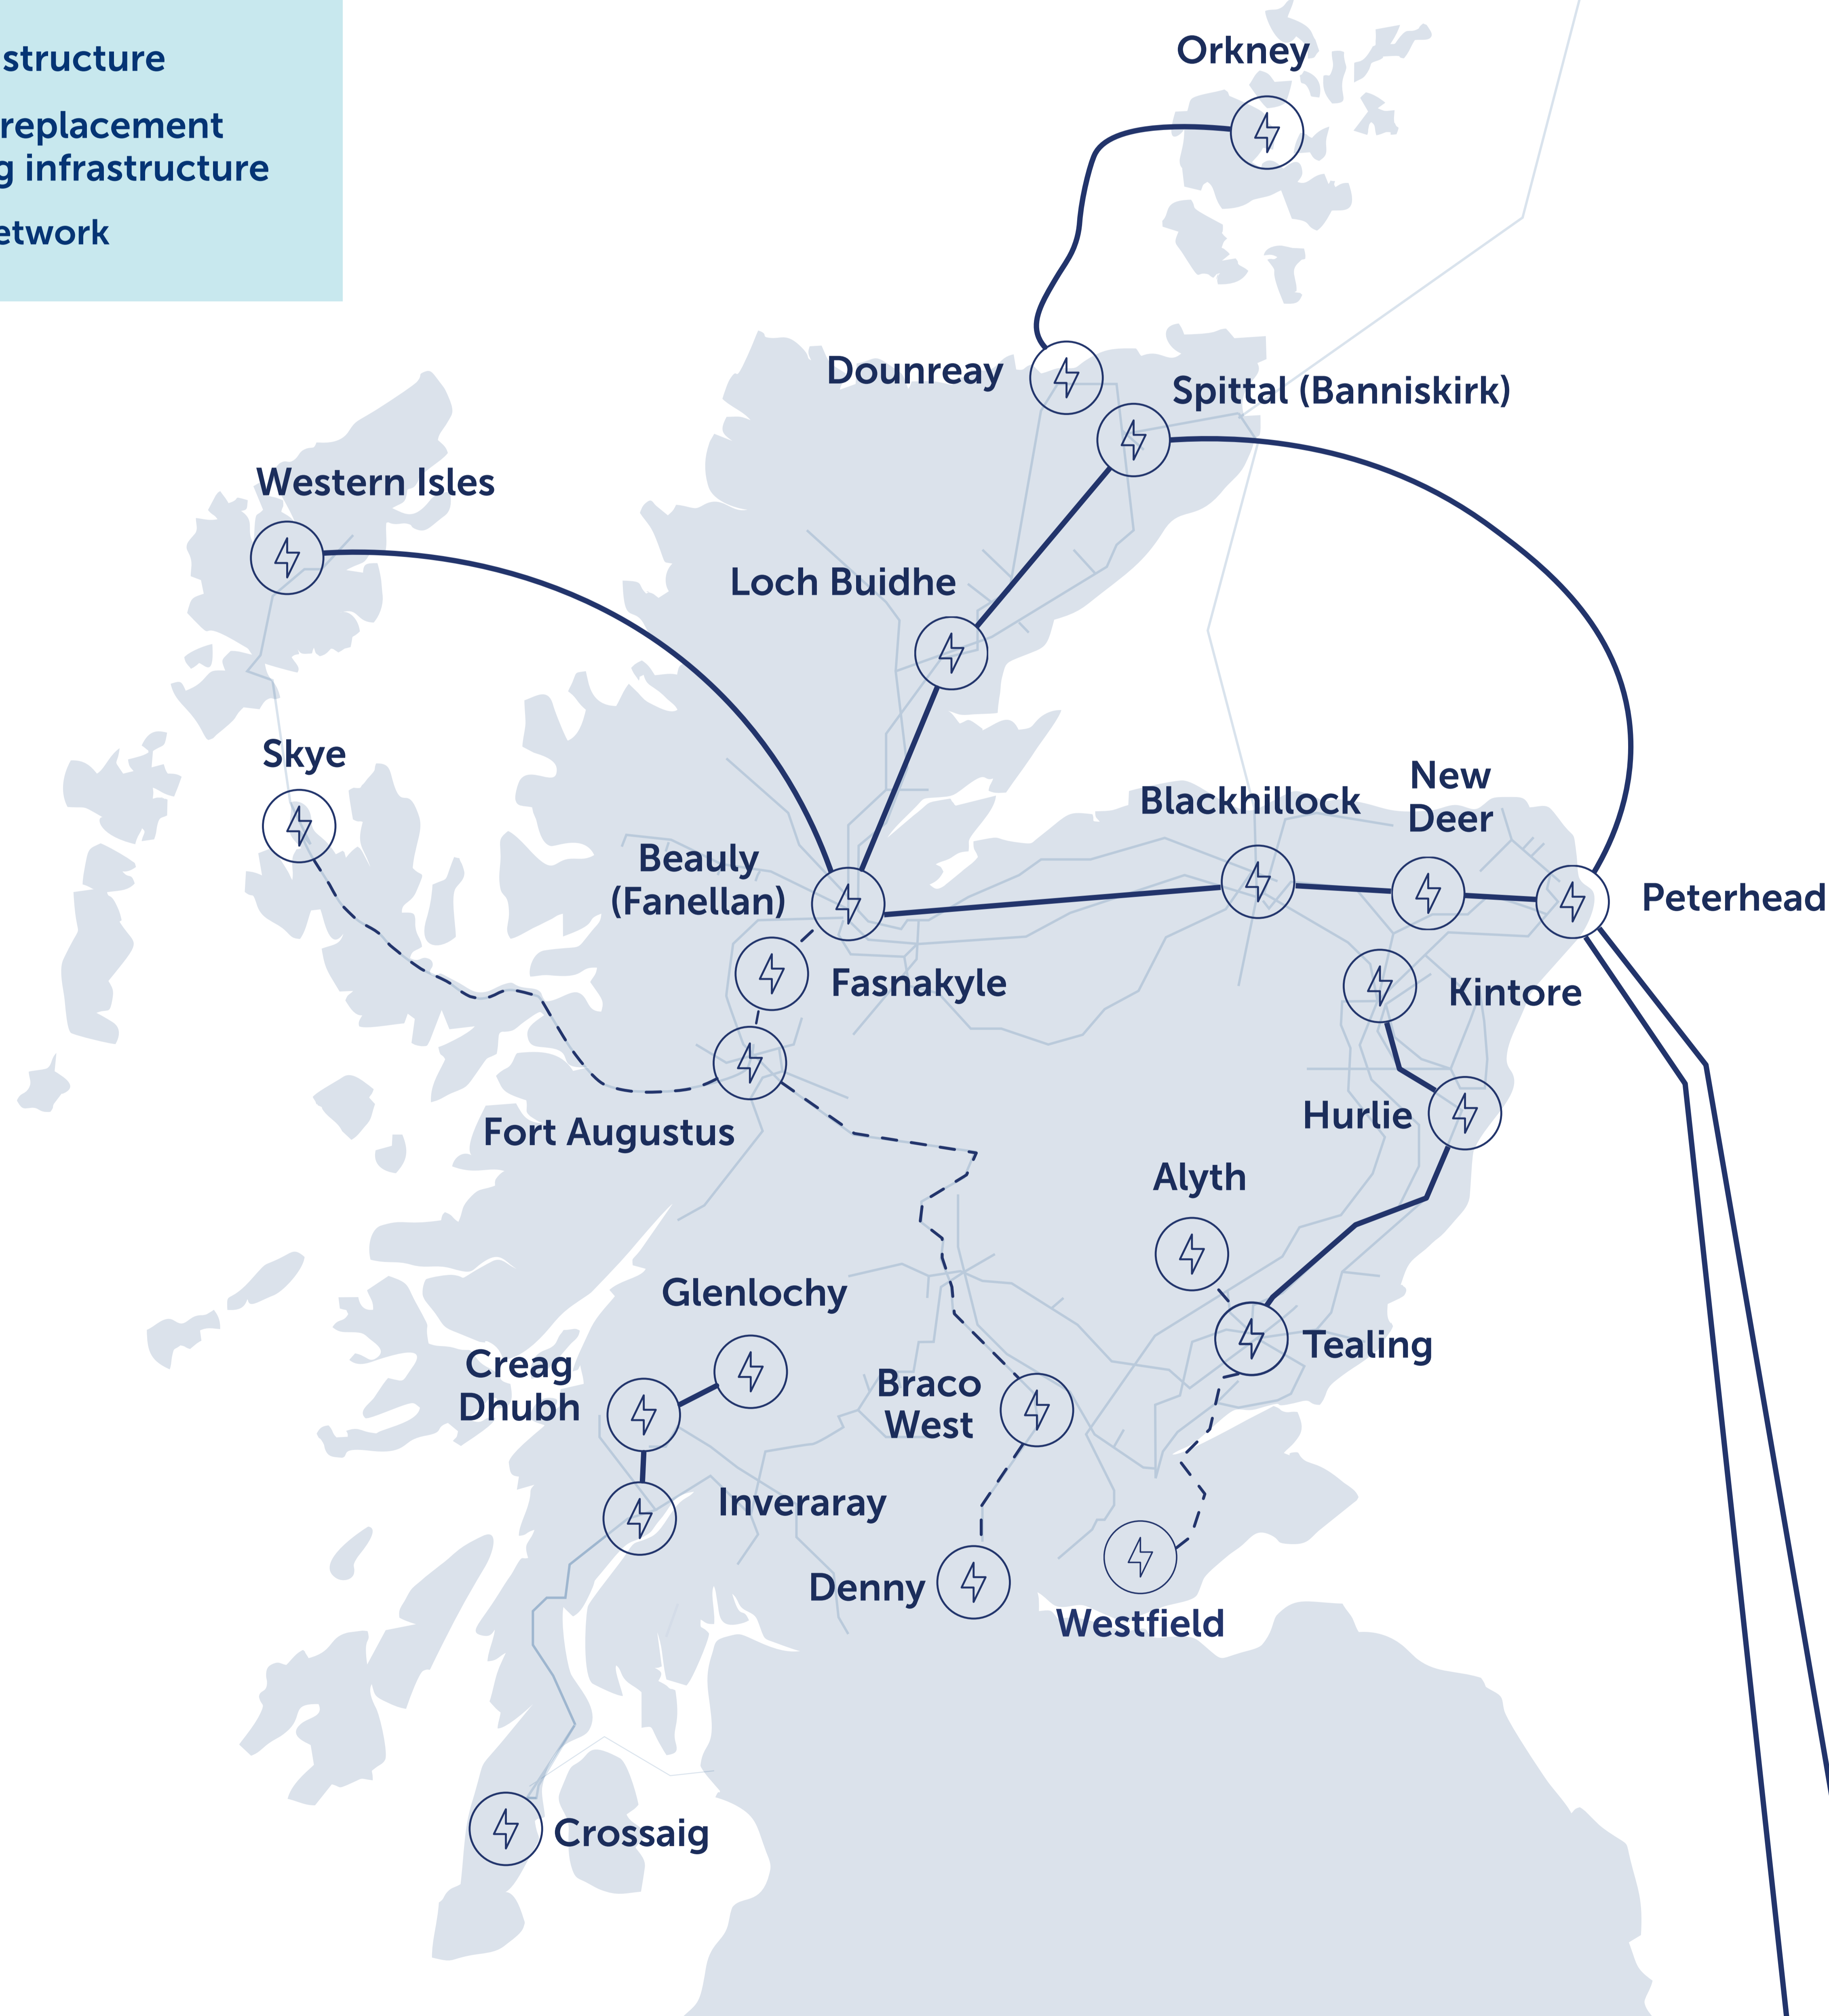 structure
replacement
g infrastructure
etwork
Orkney
Dounreay
Spittal (Banniskirk)
Western Isles
Loch Buidhe
Skye
New
Deer
Blackhillock
Beauly
(Fanellan)
Peterhead
Fasnakyle
Kintore
Fort Augustus
Hurlie
Alyth
Glenlochy
Tealing
Creag
Dhubh
Braco
West
Inveraray
Denny
Westfield
Crossaig